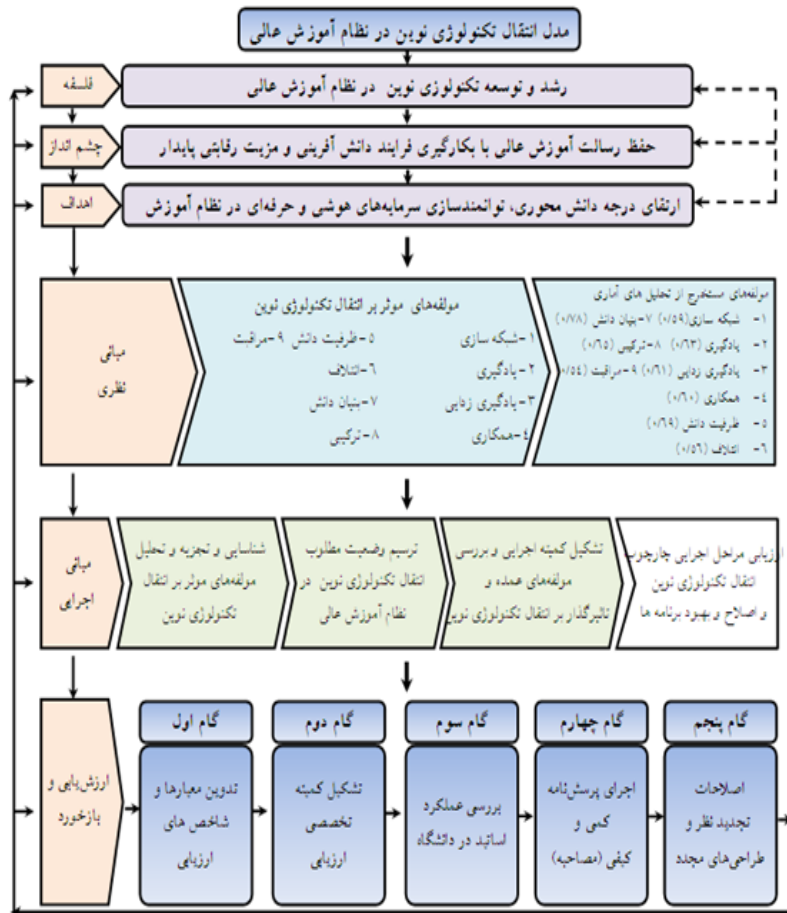 مدل انتقال تکنولوژی نوین در نظام آموزش عالی
فلسفه
رشد و توسعه تکنولوژی نوین در نظام آموزش عالی
چشم انداز
حفظ رسالت آموزش عالی با بکارگیری فرایند دانش آفرینی و مزیت رقابتی پایدار
اهداف
ارتقای درجه دانش محوری، توانمندسازی سرمایه‌های هوشی و حرفه‌ای در نظام آموزش
مبانی
نظری
مولفه‌های موثر بر انتقال تکنولوژی نوین
۱-شبکه سازی
۵- ظرفیت دانش ۹-مراقبت
۲-یادگیری
۶-ائتلاف
۳-یادگیری زدایی
۷-بنیان دانش
۴-همکاری
۸-ترکیبی
مولفه‌های مستخرج از تحلیل های آماری
۱- شبکه سازی(۰/۵۹) ۷-بنیان دانش (۰/۷۸)
۲- یادگیری (۰/۶۳) ۸-ترکیبی (۰/۶۵)
۳- یادگیری زدایی (۰/۶۱) ۹-مراقبت (۰/۵۴)
۴- همکاری (۰/۶۰)
۵- ظرفیت دانش (۰/۶۹)
۶- ائتلاف (۰/۵۶)
مبانی
اجرایی
شناسایی و تجزیه و تحلیل
مولفه‌های موثر بر انتقال
تکنولوژی نوین
ترسیم وضعیت مطلوب
انتقال تکنولوژی نوین در
نظام آموزش عالی
تشکیل کمیته اجرایی و بررسی
مولفه‌های عمده و
تاثیرگذار بر انتقال تکنولوژی نوین
ارزیابی مراحل اجرایی چارچوب
انتقال تکنولوژی نوین
و اصلاح و بهبود برنامه ها
ارزش‌یابی و
بازخورد
گام اول
تدوین معیارها و
شاخص های
ارزیابی
گام دوم
تشکیل کمیته
تخصصی
ارزیابی
گام سوم
بررسی عملکرد
اساتید در دانشگاه
گام چهارم
اجرای پرسش‌نامه
کمی و
کیفی (مصاحبه)
گام پنجم
اصلاحات
تجدید نظر و
طراحی‌های مجدد